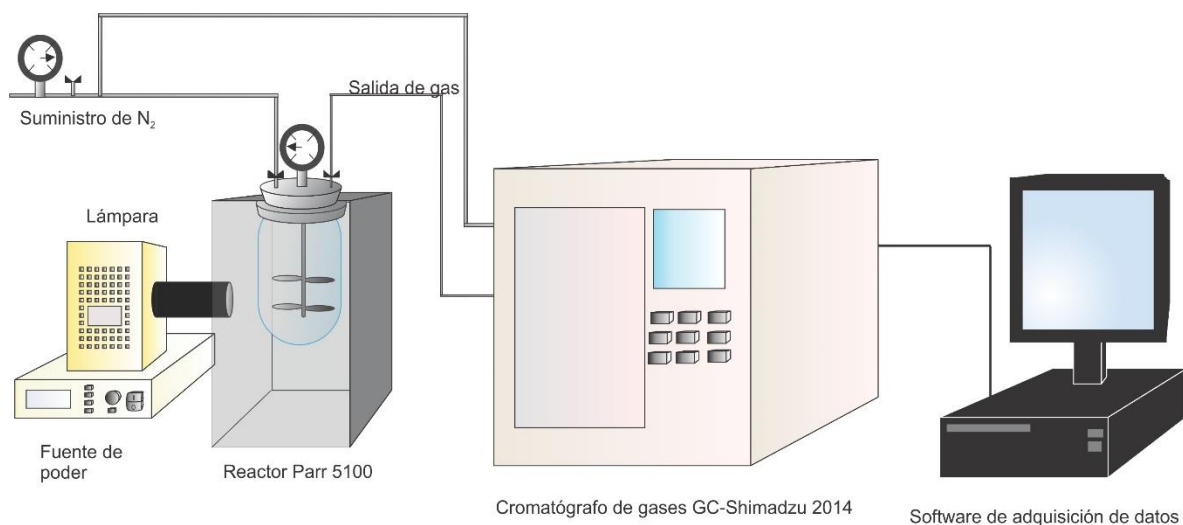 Salida de gas
Suministro de N₂
Lámpara
Fuente de
poder
Reactor Parr 5100
Cromatógrafo de gases GC-Shimadzu 2014
Software de adquisición de datos